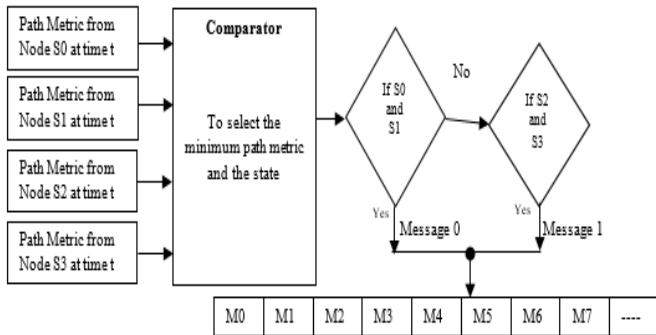 Path Metric from
Node S0 at time t
Path Metric from
Node S1 at time t
Path Metric from
Node S2 at time t
Path Metric from
Node S3 at time t
Comparator
To select the
minimum path metric
and the state
If S0
and
S1
No
If S2
and
S3
Yes
Message 0
Yes
Message 1
M0 M1 M2 M3 M4 M5 M6 M7 ----